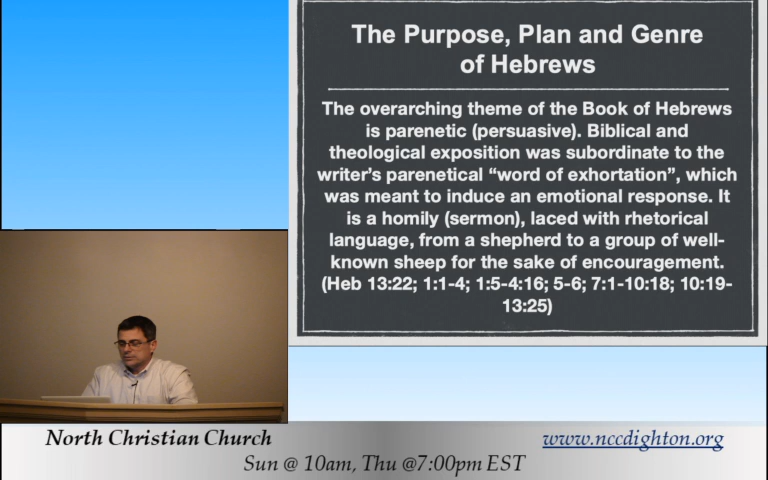 The Purpose, Plan and Genre
of Hebrews
The overarching theme of the Book of Hebrews
is parenetic (persuasive). Biblical and
theological exposition was subordinate to the
writer’s parenetical “word of exhortation”, which
was meant to induce an emotional response. It
is a homily (sermon), laced with rhetorical
language, from a shepherd to a group of well-
known sheep for the sake of encouragement.
(Heb 13:22; 1:1-4; 1:5-4:16; 5-6; 7:1-10:18; 10:19-
13:25)
North Christian Church
www.nccdighton.org
Sun @ 10am, Thu @7:00pm EST